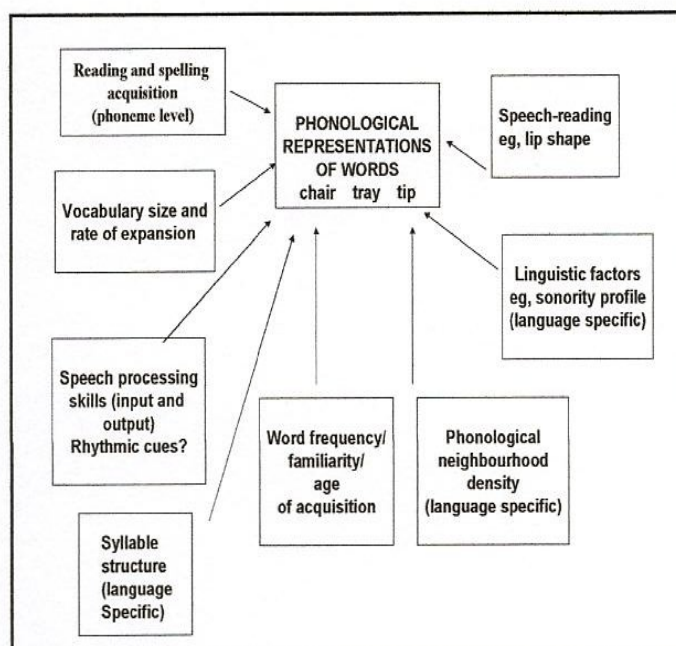 Reading and spelling
acquisition
(phoneme level)
PHONOLOGICAL
REPRESENTATIONS
OF WORDS
chair tray tip
Speech-reading
eg, lip shape
Vocabulary size and
rate of expansion
Linguistic factors
eg, sonority profile
(language specific)
Speech processing
skills (input and
output)
Rhythmic cues?
Word frequency/
familiarity/
age
of acquisition
Phonological
neighbourhood
density
(language specific)
Syllable
structure
(language
Specific)